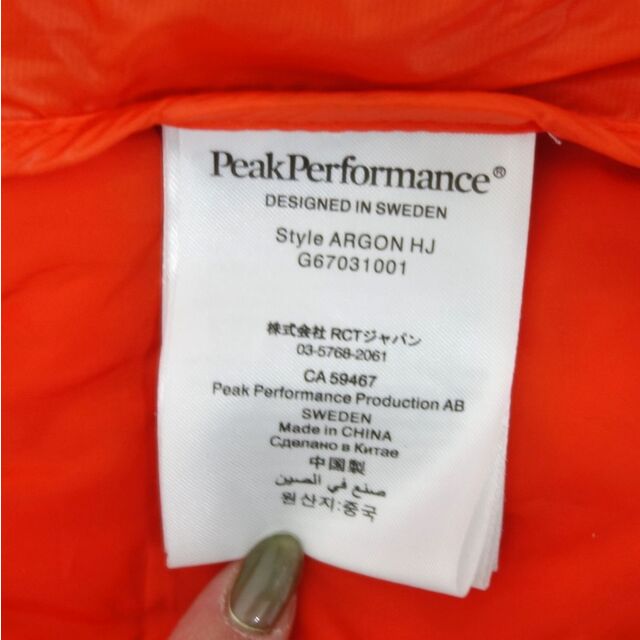 PeakPerformance®
DESIGNED IN SWEDEN
Style ARGON HJ
G67031001
株式会社 RCTジャパン
03-5768-2061
CA 59467
Peak Performance Production AB
SWEDEN
Made in CHINA
Сделано в Китае
中国製
صنع في الصين
원산지:중국